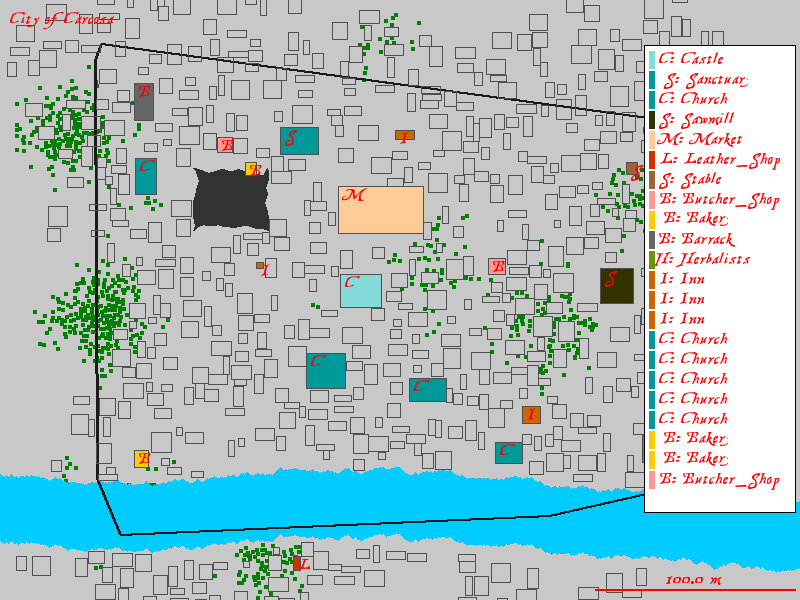 City of Carcosa
B
B
S
I
C
B
S
M
I
B
C
S
C
C
I
C
B
L
C: Castle
S: Sanctuary
C: Church
S: Sawmill
M: Market
L: Leather_Shop
S: Stable
B: Butcher_Shop
B: Baker
B: Barrack
H: Herbalists
I: Inn
I: Inn
I: Inn
C: Church
C: Church
C: Church
C: Church
C: Church
B: Baker
B: Baker
B: Butcher_Shop
100.0 m